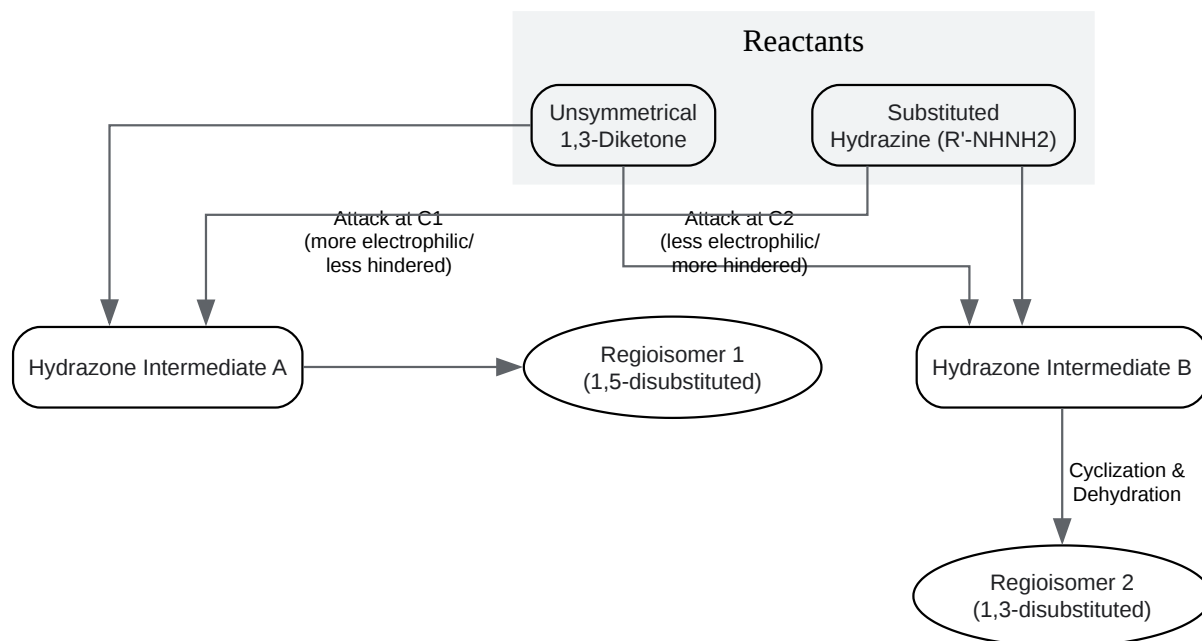 Reactants
Unsymmetrical
1,3-Diketone
Substituted
Hydrazine (R'-NHNH2)
Attack at C1
(more electrophilic/
less hindered)
Attack at C2
(less electrophilic/
more hindered)
Hydrazone Intermediate A
Regioisomer 1
(1,5-disubstituted)
Hydrazone Intermediate B
Cyclization &
Dehydration
Regioisomer 2
(1,3-disubstituted)